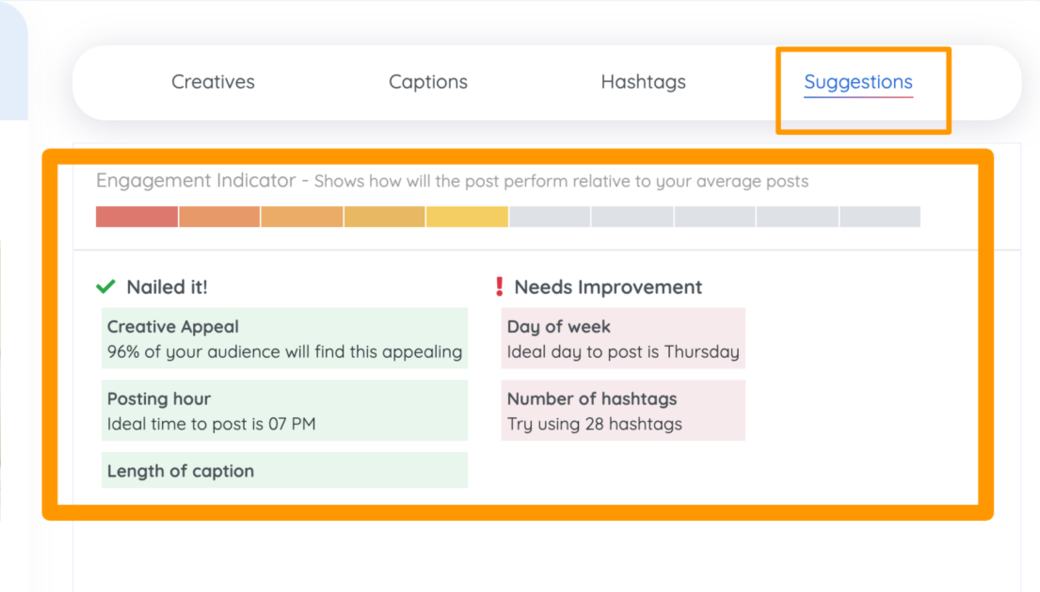 Creatives Captions Hashtags Suggestions
Engagement Indicator - Shows how will the post perform relative to your average posts
Nailed it!
Creative Appeal
96% of your audience will find this appealing
Posting hour
Ideal time to post is 07 PM
Length of caption
Needs Improvement
Day of week
Ideal day to post is Thursday
Number of hashtags
Try using 28 hashtags